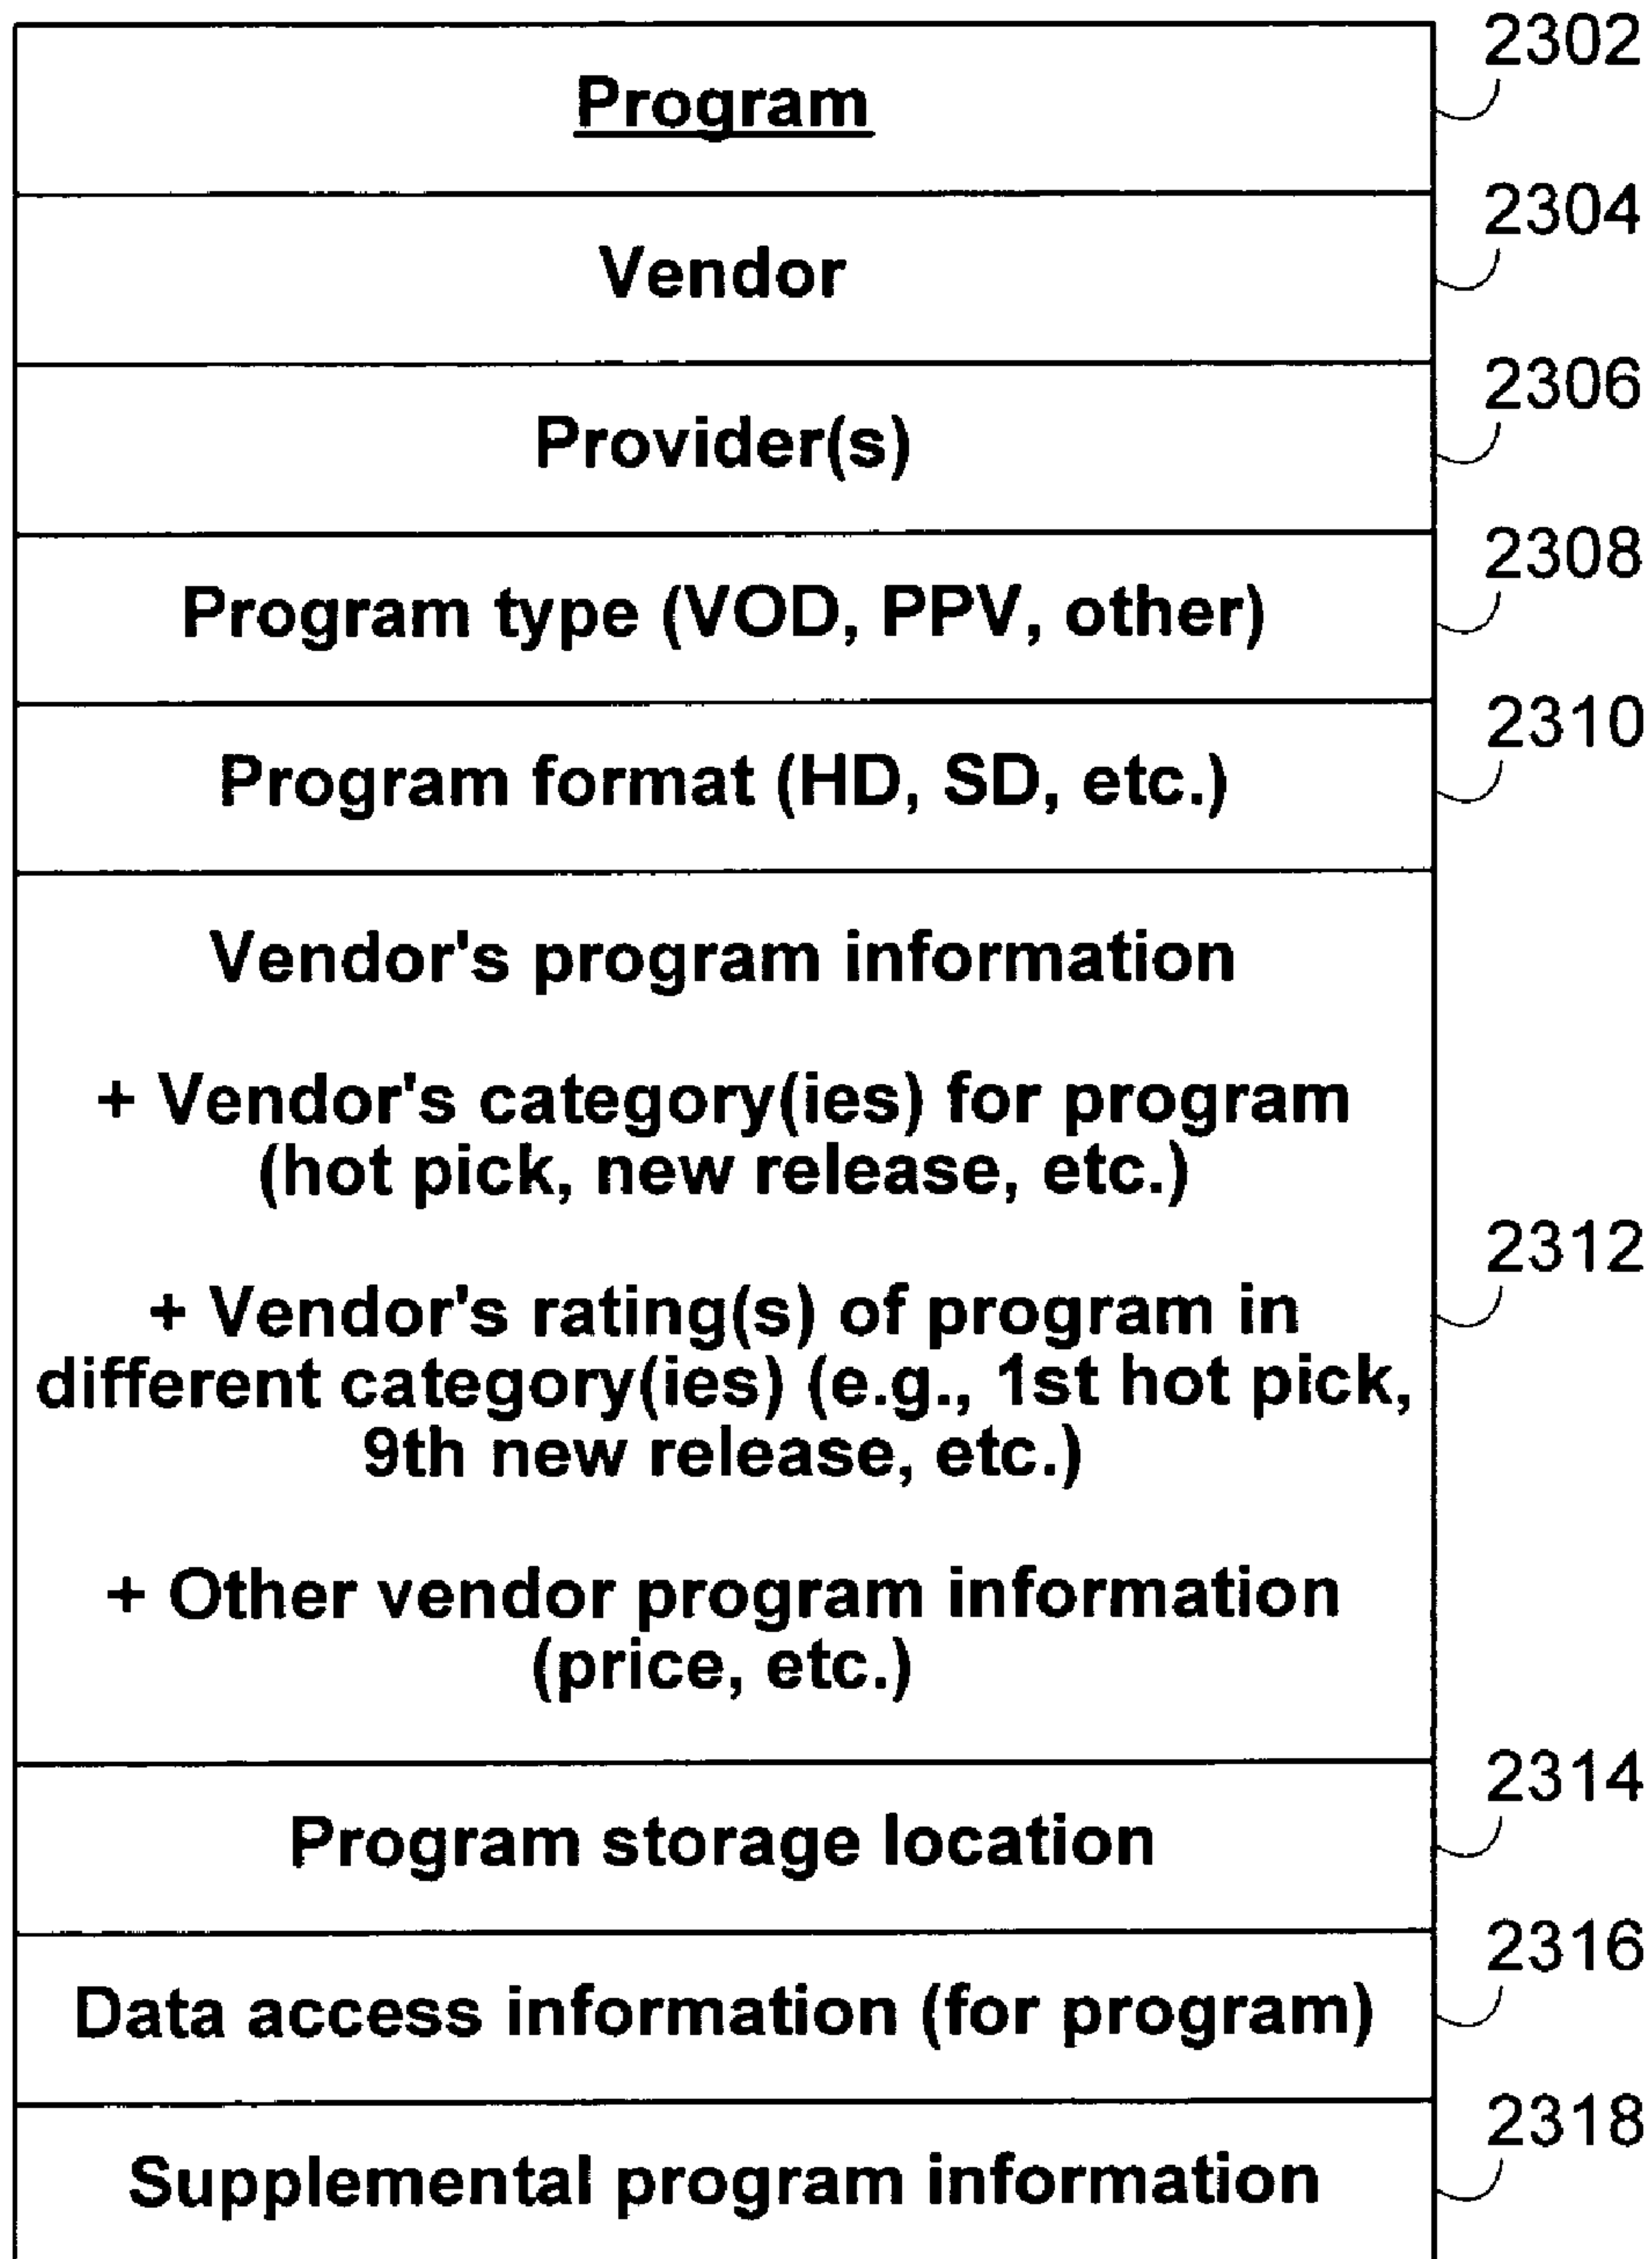 2302
Program
2304
Vendor
2306
Provider(s)
2308
Program type (VOD, PPV, other)
2310
Program format (HD, SD, etc.)
Vendor's program information
+ Vendor's category(ies) for program
(hot pick, new release, etc.)
2312
+ Vendor's rating(s) of program in
different category(ies) (e.g., 1st hot pick,
9th new release, etc.)
+ Other vendor program information
(price, etc.)
2314
Program storage location
2316
Data access information (for program)
2318
Supplemental program information